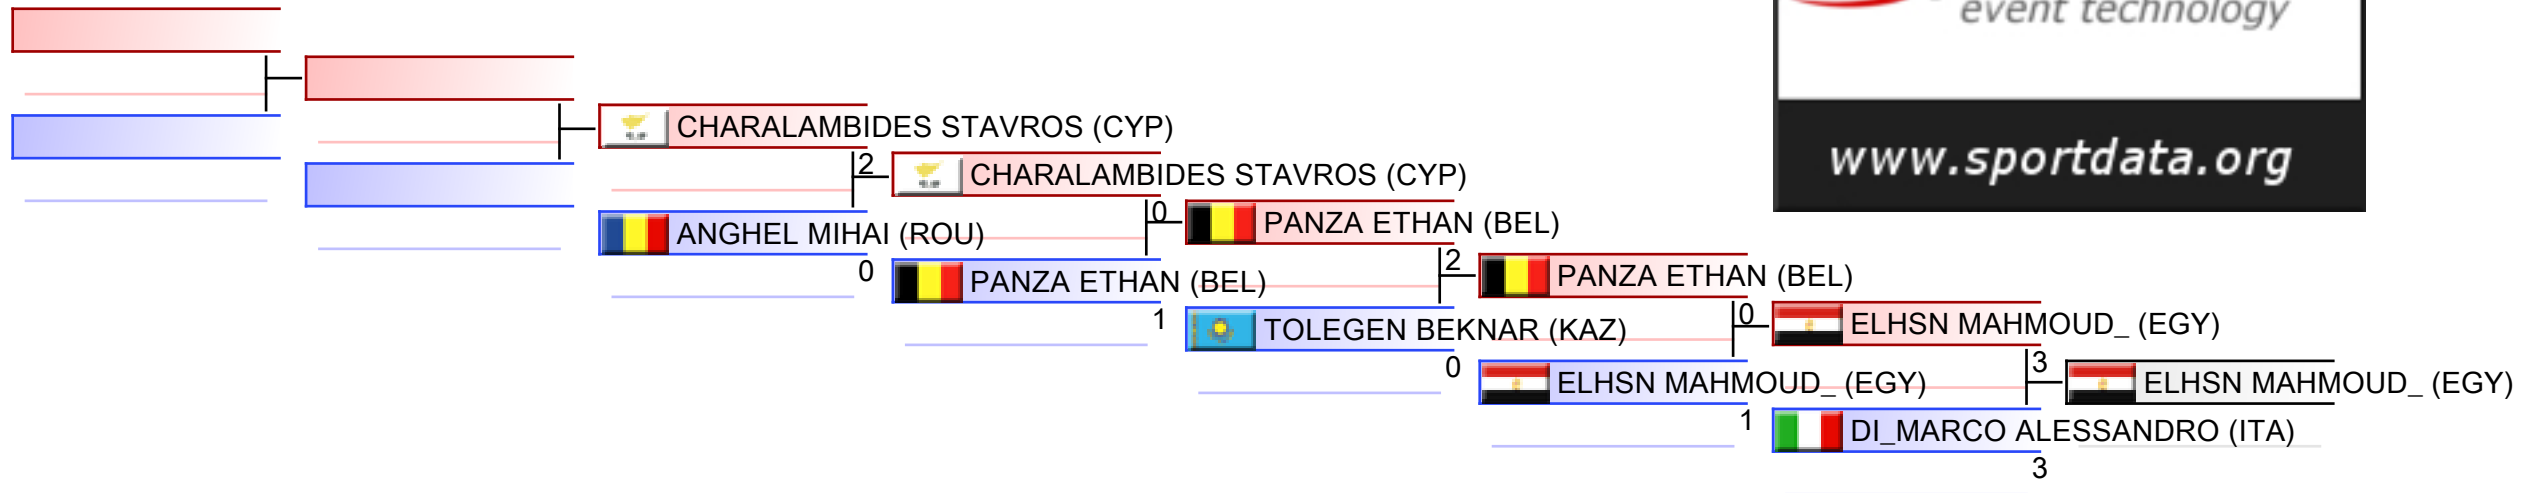 event technology
www.sportdata.org
CHARALAMBIDES STAVROS (CYP)
2
CHARALAMBIDES STAVROS (CYP)
ANGHEL MIHAI (ROU)
0
0
PANZA ETHAN (BEL)
PANZA ETHAN (BEL)
1
2
PANZA ETHAN (BEL)
TOLEGEN BEKNAR (KAZ)
0
0
ELHSN MAHMOUD_ (EGY)
ELHSN MAHMOUD_ (EGY)
1
3
ELHSN MAHMOUD_ (EGY)
DI_MARCO ALESSANDRO (ITA)
3